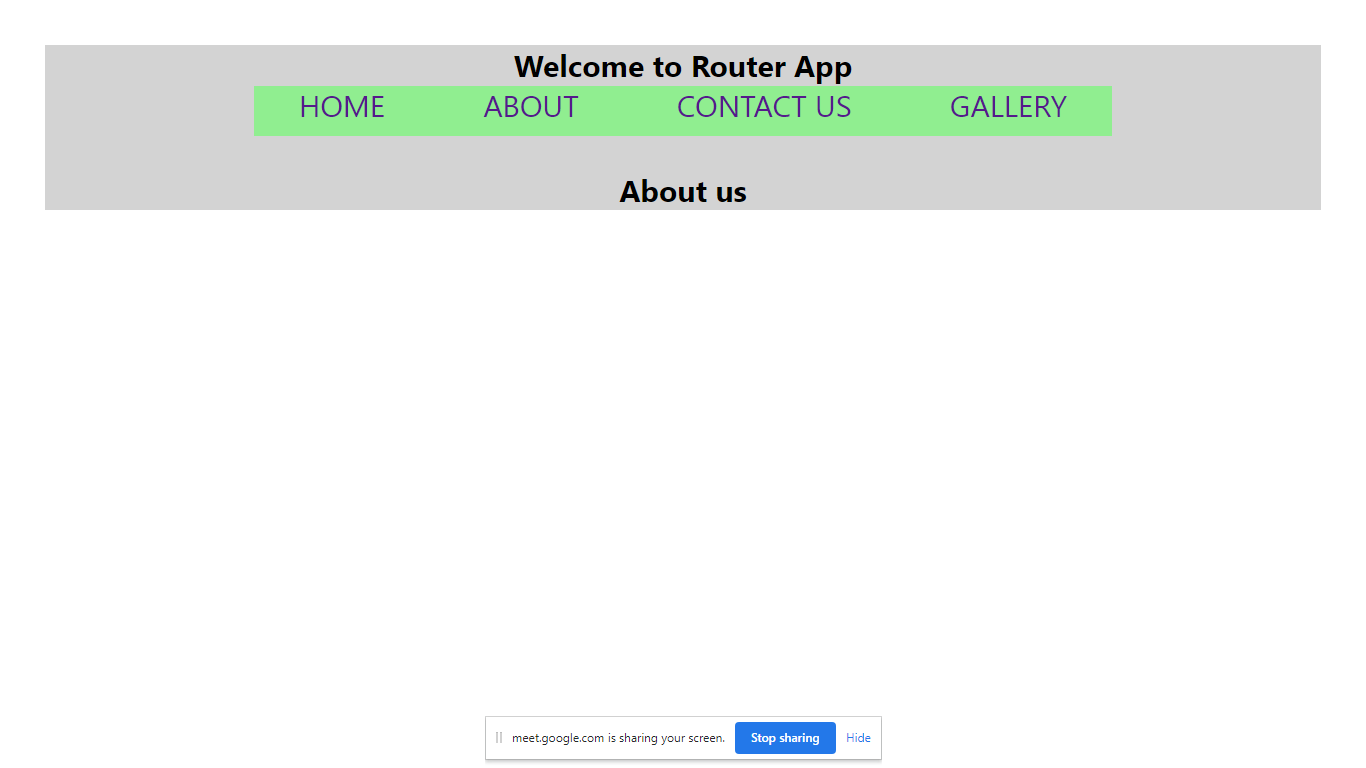 Welcome to Router App
HOME ABOUT CONTACT US GALLERY
About us
meet.google.com is sharing your screen. Stop sharing Hide